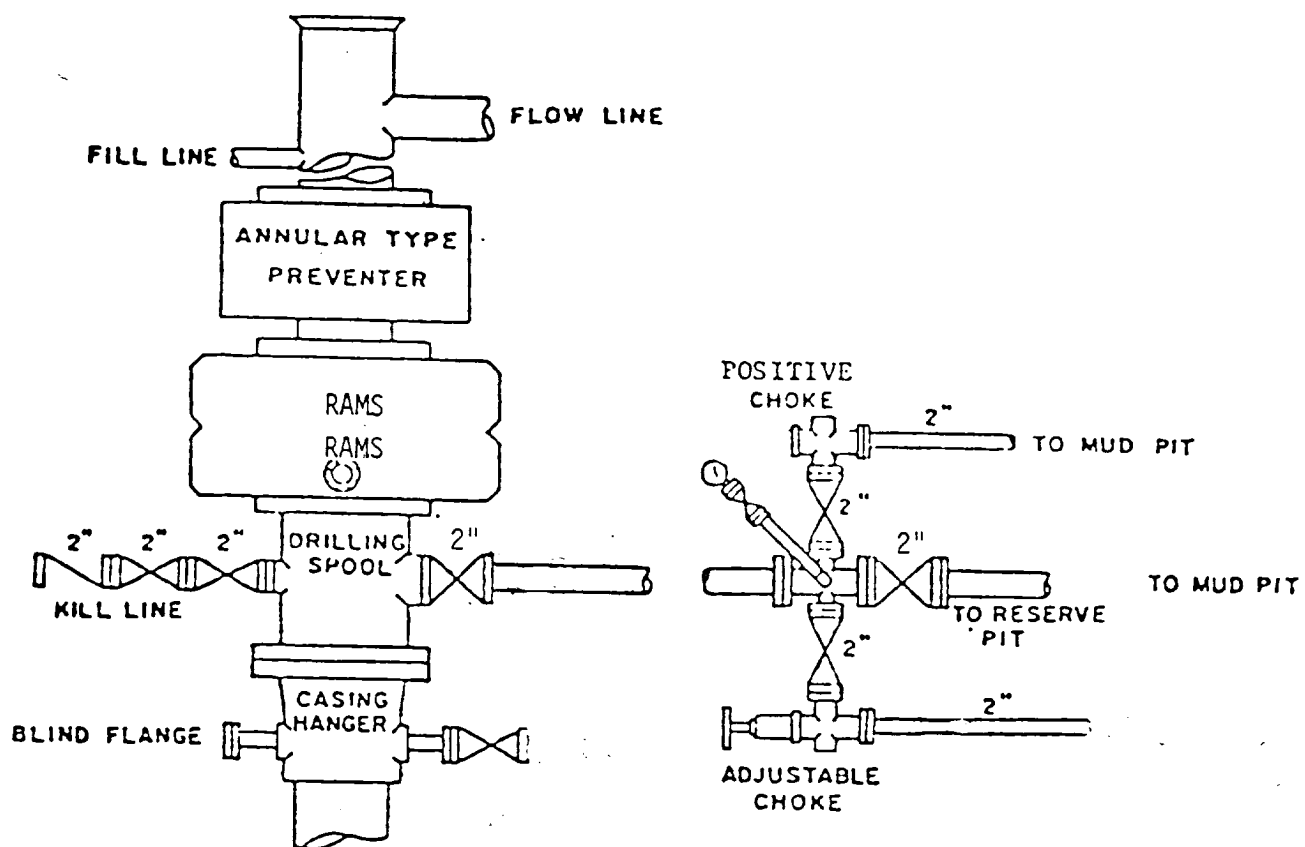 FLOW LINE
FILL LINE
ANNULAR TYPE
PREVENTER
RAMS
RAMS
POSITIVE
CHOKE
2"
TO MUD PIT
2"
2" 2" 2"
DRILLING
SPOOL
2"
2"
KILL LINE
TO MUD PIT
TO RESERVE
PIT
2"
CASING
HANGER
BLIND FLANGE
2"
ADJUSTABLE
CHOKE